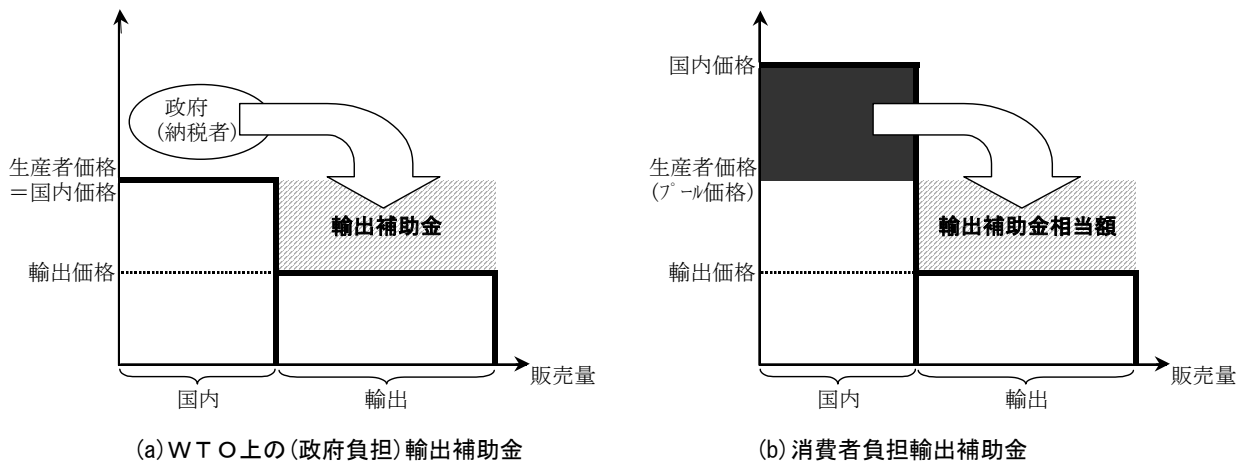 政府
(納税者)
生産者価格
＝国内価格
輸出補助金
輸出価格
販売量
国内
輸出
(a)ＷＴＯ上の(政府負担)輸出補助金
国内価格
生産者価格
(ﾌﾟｰﾙ価格)
輸出補助金相当額
輸出価格
販売量
国内
輸出
(b)消費者負担輸出補助金